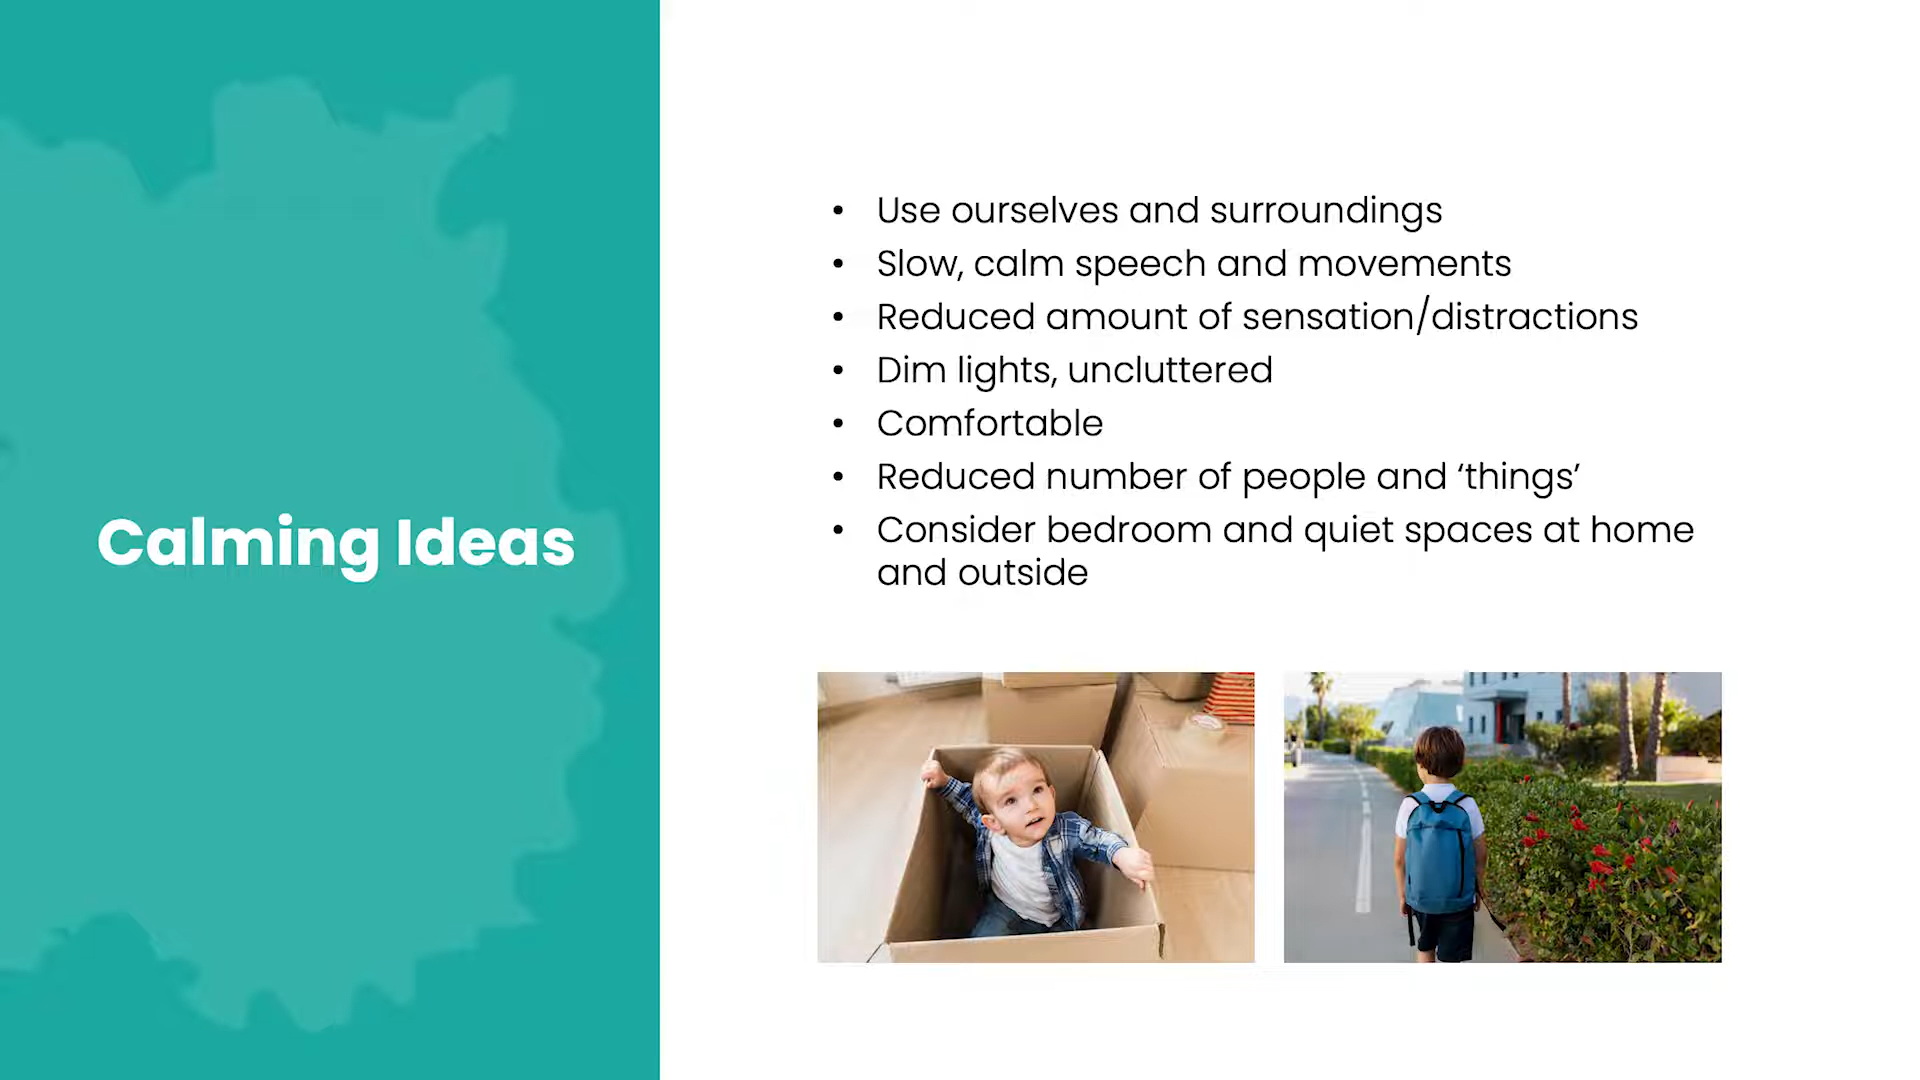 Calming Ideas
• Use ourselves and surroundings
• Slow, calm speech and movements
• Reduced amount of sensation/distractions
• Dim lights, uncluttered
• Comfortable
• Reduced number of people and ‘things’
• Consider bedroom and quiet spaces at home
and outside